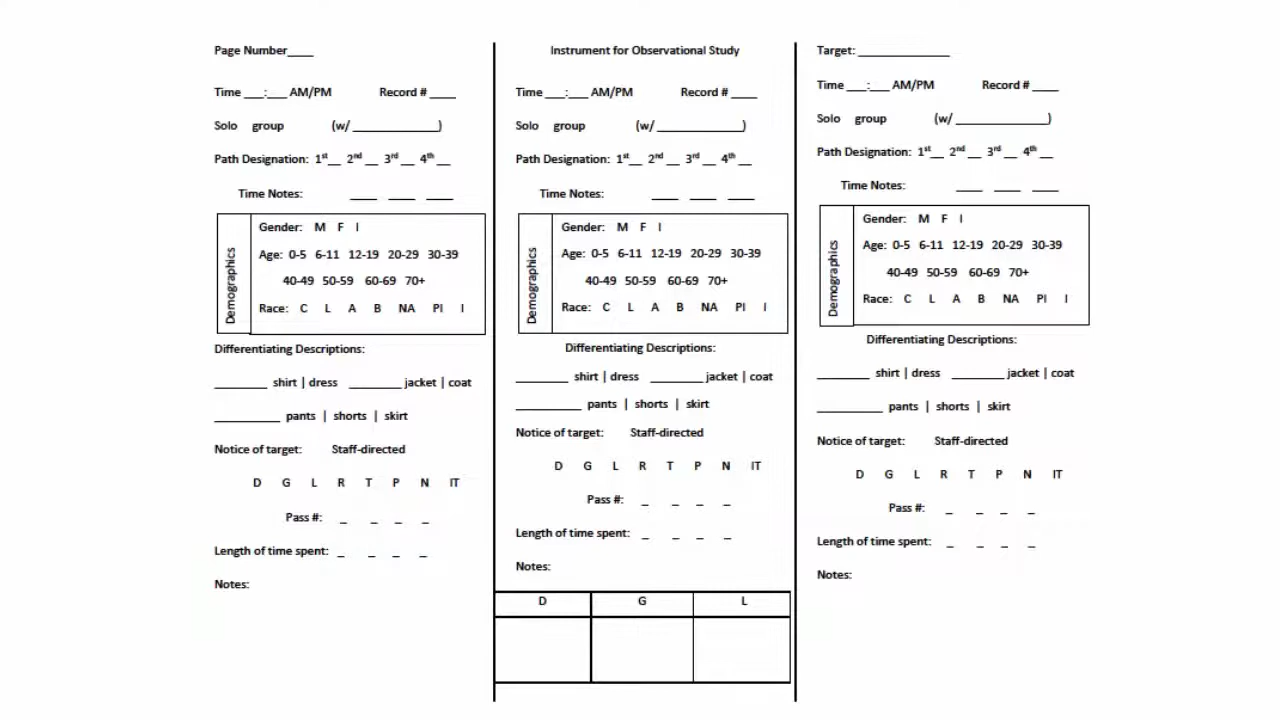 Page Number____
Time ___:___ AM/PM Record # ____
Solo group (w/ _____________)
Path Designation: 1st__ 2nd __ 3rd __ 4th __
Time Notes: ____ ____ ____
Demographics
Gender: M F I
Age: 0-5 6-11 12-19 20-29 30-39
40-49 50-59 60-69 70+
Race: C L A B NA PI I
Differentiating Descriptions:
________ shirt | dress ________ jacket | coat
__________ pants | shorts | skirt
Notice of target: Staff-directed
D G L R T P N IT
Pass #: _ _ _ _
Length of time spent: _ _ _ _
Notes:
Instrument for Observational Study
Time ___:___ AM/PM Record # ____
Solo group (w/ _____________)
Path Designation: 1st__ 2nd __ 3rd __ 4th __
Time Notes: ____ ____ ____
Demographics
Gender: M F I
Age: 0-5 6-11 12-19 20-29 30-39
40-49 50-59 60-69 70+
Race: C L A B NA PI I
Differentiating Descriptions:
________ shirt | dress ________ jacket | coat
__________ pants | shorts | skirt
Notice of target: Staff-directed
D G L R T P N IT
Pass #: _ _ _ _
Length of time spent: _ _ _ _
Notes:
D G L
Target: ______________
Time ___:___ AM/PM Record # ____
Solo group (w/ ______________)
Path Designation: 1st__ 2nd __ 3rd __ 4th __
Time Notes: ____ ____ ____
Demographics
Gender: M F I
Age: 0-5 6-11 12-19 20-29 30-39
40-49 50-59 60-69 70+
Race: C L A B NA PI I
Differentiating Descriptions:
________ shirt | dress ________ jacket | coat
__________ pants | shorts | skirt
Notice of target: Staff-directed
D G L R T P N IT
Pass #: _ _ _ _
Length of time spent: _ _ _ _
Notes: